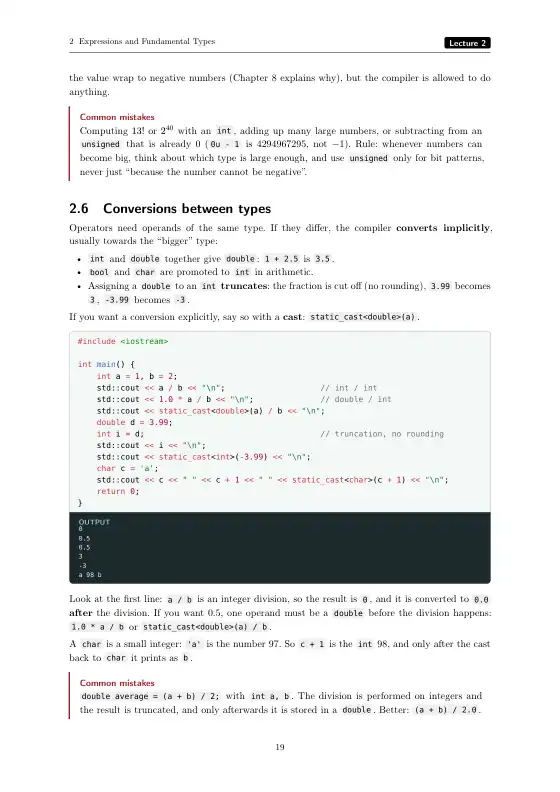 2 Expressions and Fundamental Types
Lecture 2
the value wrap to negative numbers (Chapter 8 explains why), but the compiler is allowed to do
anything.
Common mistakes
Computing 13! or 2⁴⁰ with an int, adding up many large numbers, or subtracting from an
unsigned that is already 0 (0u - 1 is 4294967295, not −1). Rule: whenever numbers can
become big, think about which type is large enough, and use unsigned only for bit patterns,
never just “because the number cannot be negative”.
2.6 Conversions between types
Operators need operands of the same type. If they differ, the compiler converts implicitly,
usually towards the “bigger” type:
• int and double together give double: 1 + 2.5 is 3.5.
• bool and char are promoted to int in arithmetic.
• Assigning a double to an int truncates: the fraction is cut off (no rounding), 3.99 becomes
3, -3.99 becomes -3.
If you want a conversion explicitly, say so with a cast: static_cast<double>(a).
#include <iostream>
int main() {
int a = 1, b = 2;
std::cout << a / b << "\n"; // int / int
std::cout << 1.0 * a / b << "\n"; // double / int
std::cout << static_cast<double>(a) / b << "\n";
double d = 3.99;
int i = d; // truncation, no rounding
std::cout << i << "\n";
std::cout << static_cast<int>(-3.99) << "\n";
char c = 'a';
std::cout << c << " " << c + 1 << " " << static_cast<char>(c + 1) << "\n";
return 0;
}
OUTPUT
0
0.5
0.5
3
-3
a 98 b
Look at the first line: a / b is an integer division, so the result is 0, and it is converted to 0.0
after the division. If you want 0.5, one operand must be a double before the division happens:
1.0 * a / b or static_cast<double>(a) / b.
A char is a small integer: 'a' is the number 97. So c + 1 is the int 98, and only after the cast
back to char it prints as b.
Common mistakes
double average = (a + b) / 2; with int a, b. The division is performed on integers and
the result is truncated, and only afterwards it is stored in a double. Better: (a + b) / 2.0.
19